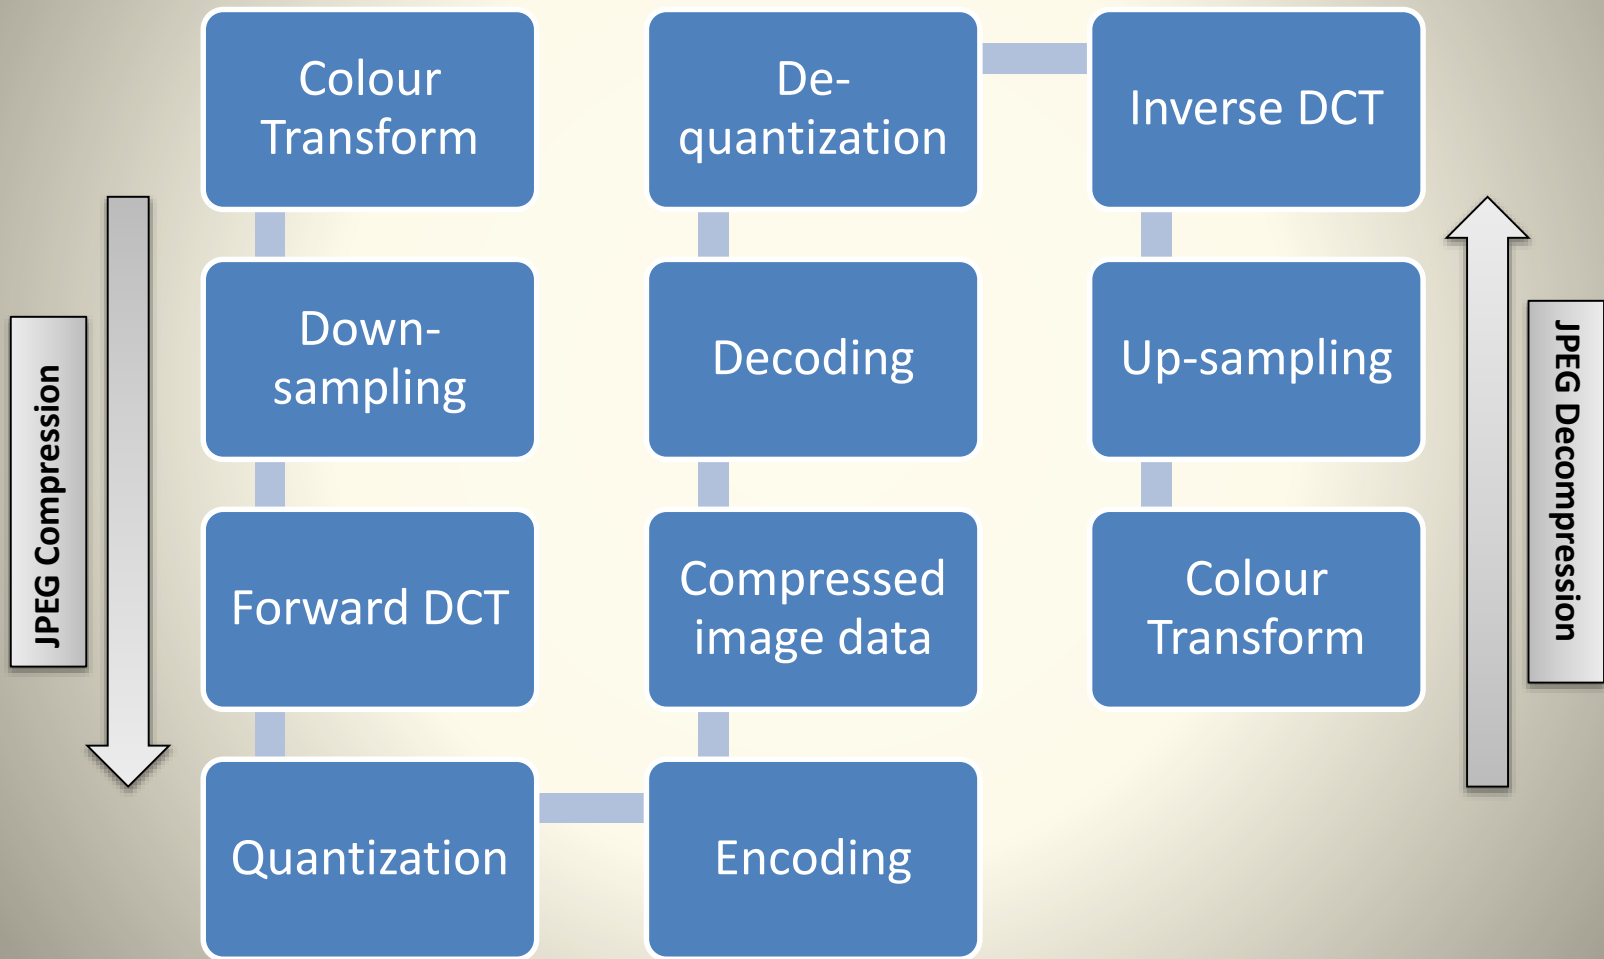 JPEG Compression
Colour
Transform
Down-
sampling
Forward DCT
Quantization
Encoding
Compressed
image data
Decoding
De-
quantization
Inverse DCT
Up-sampling
Colour
Transform
JPEG Decompression